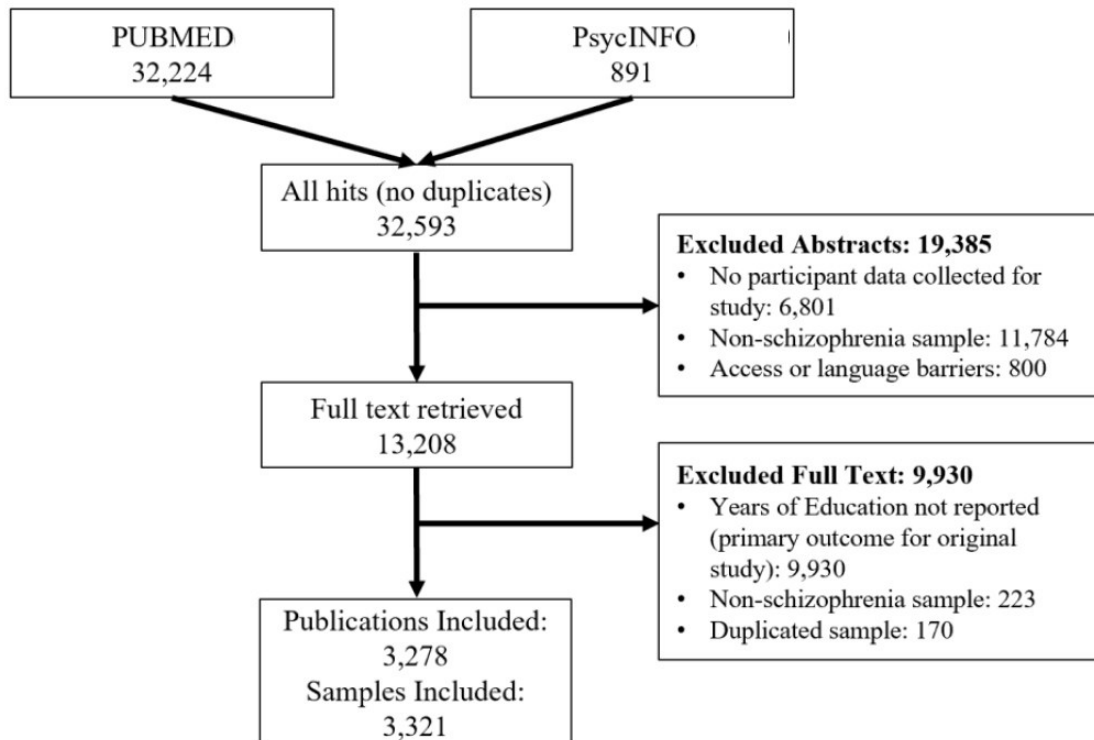 PUBMED
32,224
PsycINFO
891
All hits (no duplicates)
32,593
Excluded Abstracts: 19,385
• No participant data collected for
study: 6,801
• Non-schizophrenia sample: 11,784
• Access or language barriers: 800
Full text retrieved
13,208
Excluded Full Text: 9,930
• Years of Education not reported
(primary outcome for original
study): 9,930
• Non-schizophrenia sample: 223
• Duplicated sample: 170
Publications Included:
3,278
Samples Included:
3,321